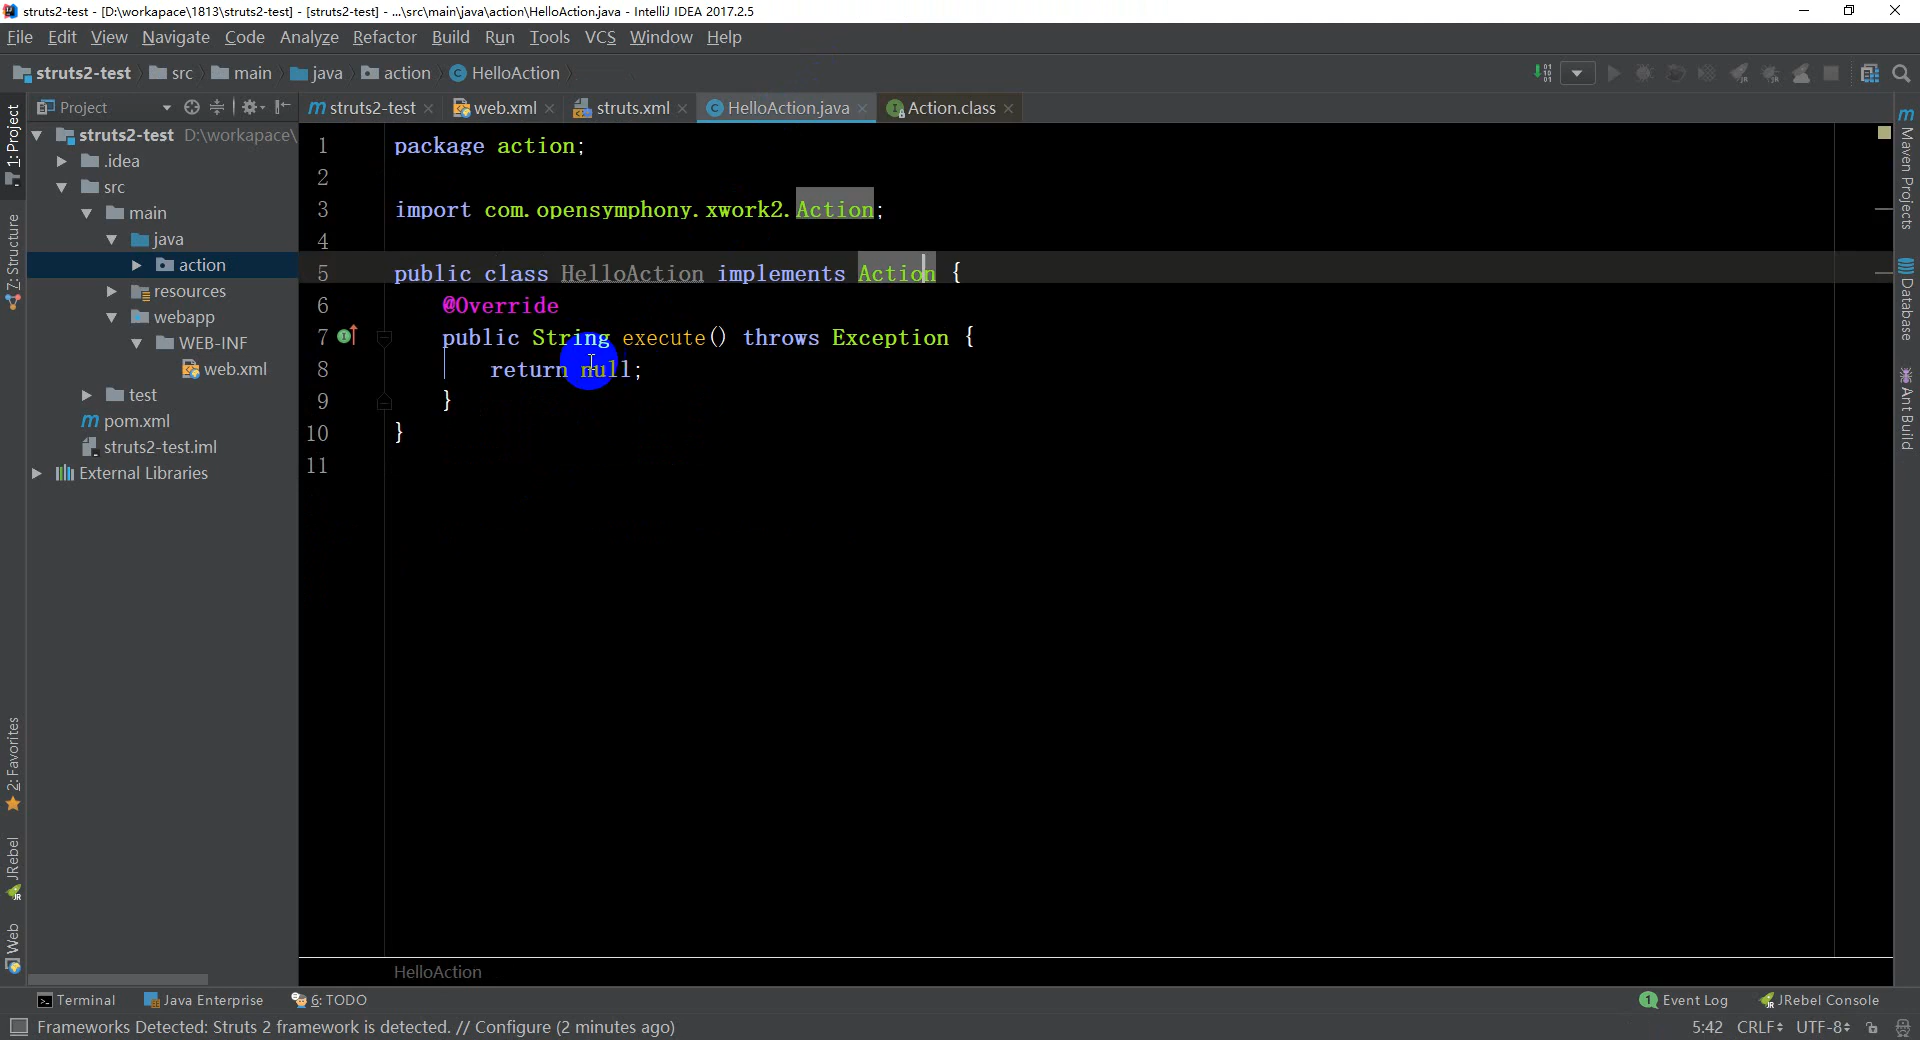 struts2-test - [D:\workapace\1813\struts2-test] - [struts2-test] - ...\src\main\java\action\HelloAction.java - IntelliJ IDEA 2017.2.5
File Edit View Navigate Code Analyze Refactor Build Run Tools VCS Window Help
struts2-test src main java action HelloAction
Project
struts2-test web.xml struts.xml HelloAction.java Action.class
1: Project
Z: Structure
2: Favorites
JRebel
Web
struts2-test D:\workapace\
.idea
src
main
java
action
resources
webapp
WEB-INF
web.xml
test
pom.xml
struts2-test.iml
External Libraries
1 package action;
2
3 import com.opensymphony.xwork2.Action;
4
5 public class HelloAction implements Action {
6 @Override
7 public String execute() throws Exception {
8 return null;
9 }
10 }
11
HelloAction
Maven Projects
Database
Ant Build
Terminal Java Enterprise 6: TODO 1 Event Log JRebel Console
Frameworks Detected: Struts 2 framework is detected. // Configure (2 minutes ago) 5:42 CRLF UTF-8